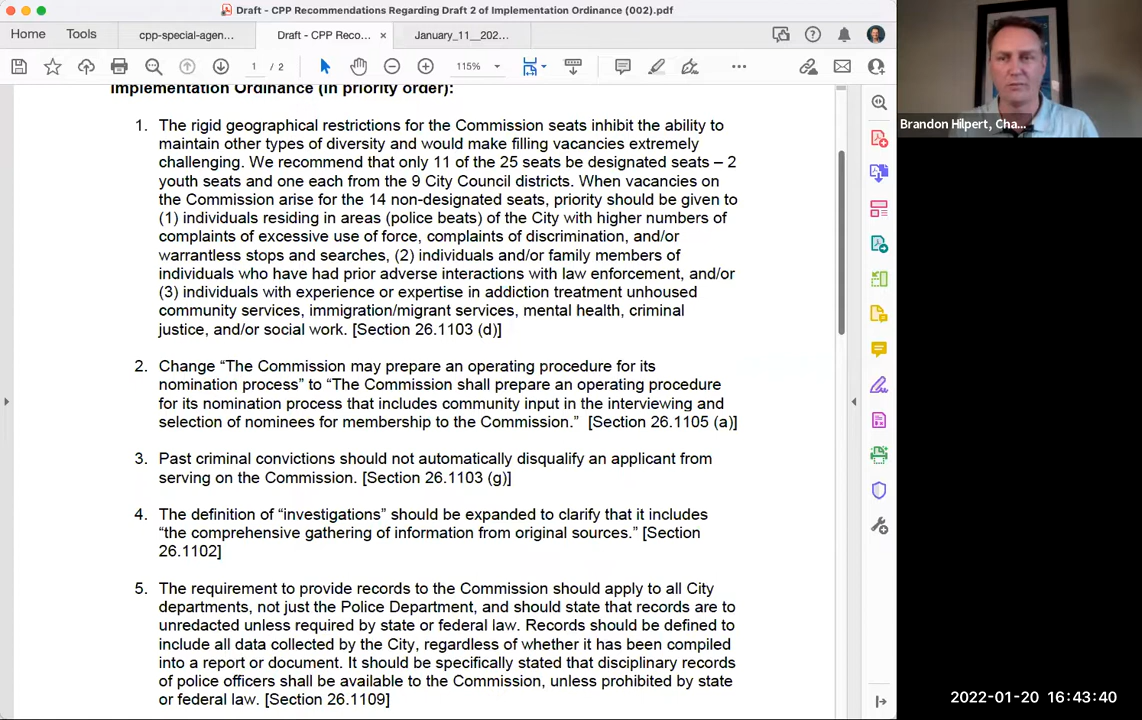 Draft - CPP Recommendations Regarding Draft 2 of Implementation Ordinance (002).pdf
Home Tools cpp-special-agen... Draft - CPP Reco... × January_11__202...
1 / 2 115%
Implementation Ordinance (in priority order):
1. The rigid geographical restrictions for the Commission seats inhibit the ability to
maintain other types of diversity and would make filling vacancies extremely
challenging. We recommend that only 11 of the 25 seats be designated seats – 2
youth seats and one each from the 9 City Council districts. When vacancies on
the Commission arise for the 14 non-designated seats, priority should be given to
(1) individuals residing in areas (police beats) of the City with higher numbers of
complaints of excessive use of force, complaints of discrimination, and/or
warrantless stops and searches, (2) individuals and/or family members of
individuals who have had prior adverse interactions with law enforcement, and/or
(3) individuals with experience or expertise in addiction treatment unhoused
community services, immigration/migrant services, mental health, criminal
justice, and/or social work. [Section 26.1103 (d)]
2. Change “The Commission may prepare an operating procedure for its
nomination process” to “The Commission shall prepare an operating procedure
for its nomination process that includes community input in the interviewing and
selection of nominees for membership to the Commission.” [Section 26.1105 (a)]
3. Past criminal convictions should not automatically disqualify an applicant from
serving on the Commission. [Section 26.1103 (g)]
4. The definition of “investigations” should be expanded to clarify that it includes
“the comprehensive gathering of information from original sources.” [Section
26.1102]
5. The requirement to provide records to the Commission should apply to all City
departments, not just the Police Department, and should state that records are to
unredacted unless required by state or federal law. Records should be defined to
include all data collected by the City, regardless of whether it has been compiled
into a report or document. It should be specifically stated that disciplinary records
of police officers shall be available to the Commission, unless prohibited by state
or federal law. [Section 26.1109]
Brandon Hilpert, Cha...
2022-01-20 16:43:40